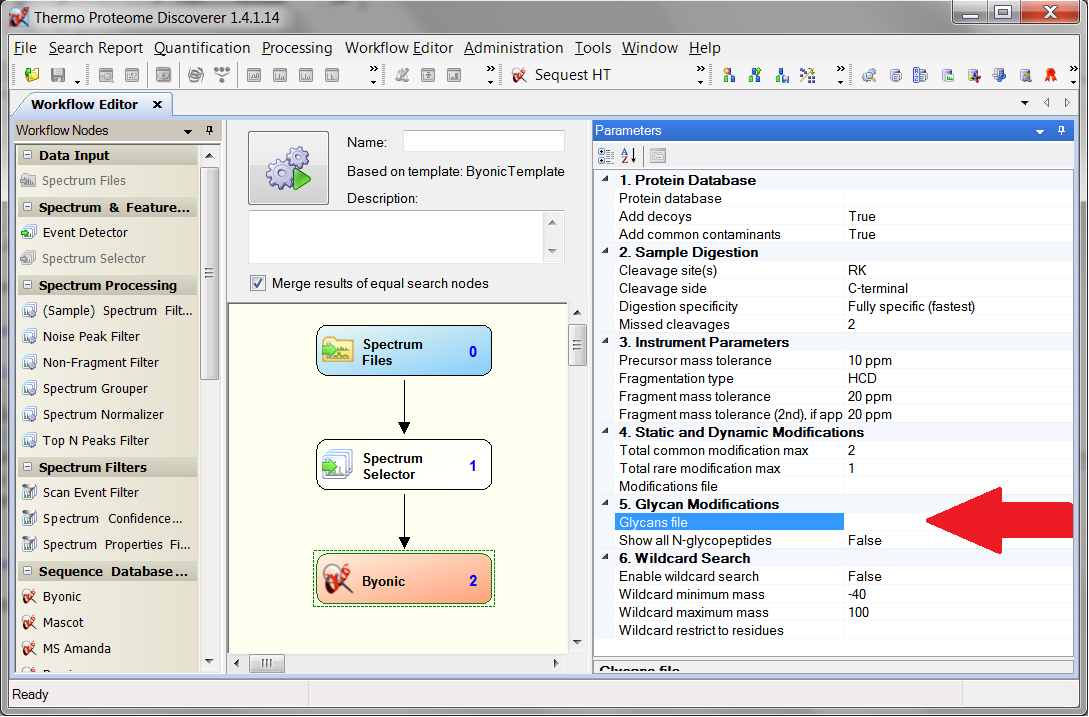 Thermo Proteome Discoverer 1.4.1.14
File Search Report Quantification Processing Workflow Editor Administration Tools Window Help
Sequest HT
Workflow Editor
Workflow Nodes
Data Input
Spectrum Files
Spectrum & Feature...
Event Detector
Spectrum Selector
Spectrum Processing
(Sample) Spectrum Filt...
Noise Peak Filter
Non-Fragment Filter
Spectrum Grouper
Spectrum Normalizer
Top N Peaks Filter
Spectrum Filters
Scan Event Filter
Spectrum Confidence...
Spectrum Properties Fi...
Sequence Database...
Byonic
Mascot
MS Amanda
Name:
Based on template: ByonicTemplate
Description:
Merge results of equal search nodes
Spectrum
Files 0
Spectrum
Selector 1
Byonic 2
Parameters
1. Protein Database
Protein database
Add decoys True
Add common contaminants True
2. Sample Digestion
Cleavage site(s) RK
Cleavage side C-terminal
Digestion specificity Fully specific (fastest)
Missed cleavages 2
3. Instrument Parameters
Precursor mass tolerance 10 ppm
Fragmentation type HCD
Fragment mass tolerance 20 ppm
Fragment mass tolerance (2nd), if app 20 ppm
4. Static and Dynamic Modifications
Total common modification max 2
Total rare modification max 1
Modifications file
5. Glycan Modifications
Glycans file
Show all N-glycopeptides False
6. Wildcard Search
Enable wildcard search False
Wildcard minimum mass -40
Wildcard maximum mass 100
Wildcard restrict to residues
Glycans file
Ready